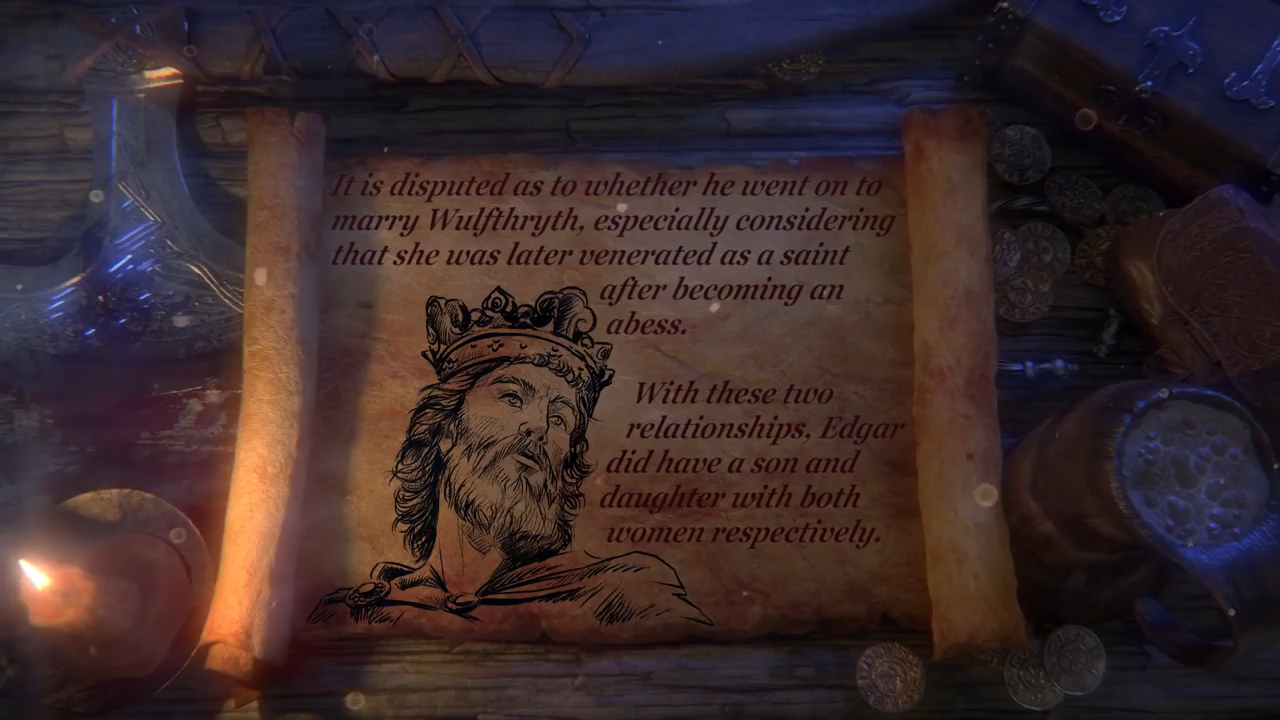 It is disputed as to whether he went on to
marry Wulfthryth, especially considering
that she was later venerated as a saint
after becoming an
abess.
With these two
relationships, Edgar
did have a son and
daughter with both
women respectively.